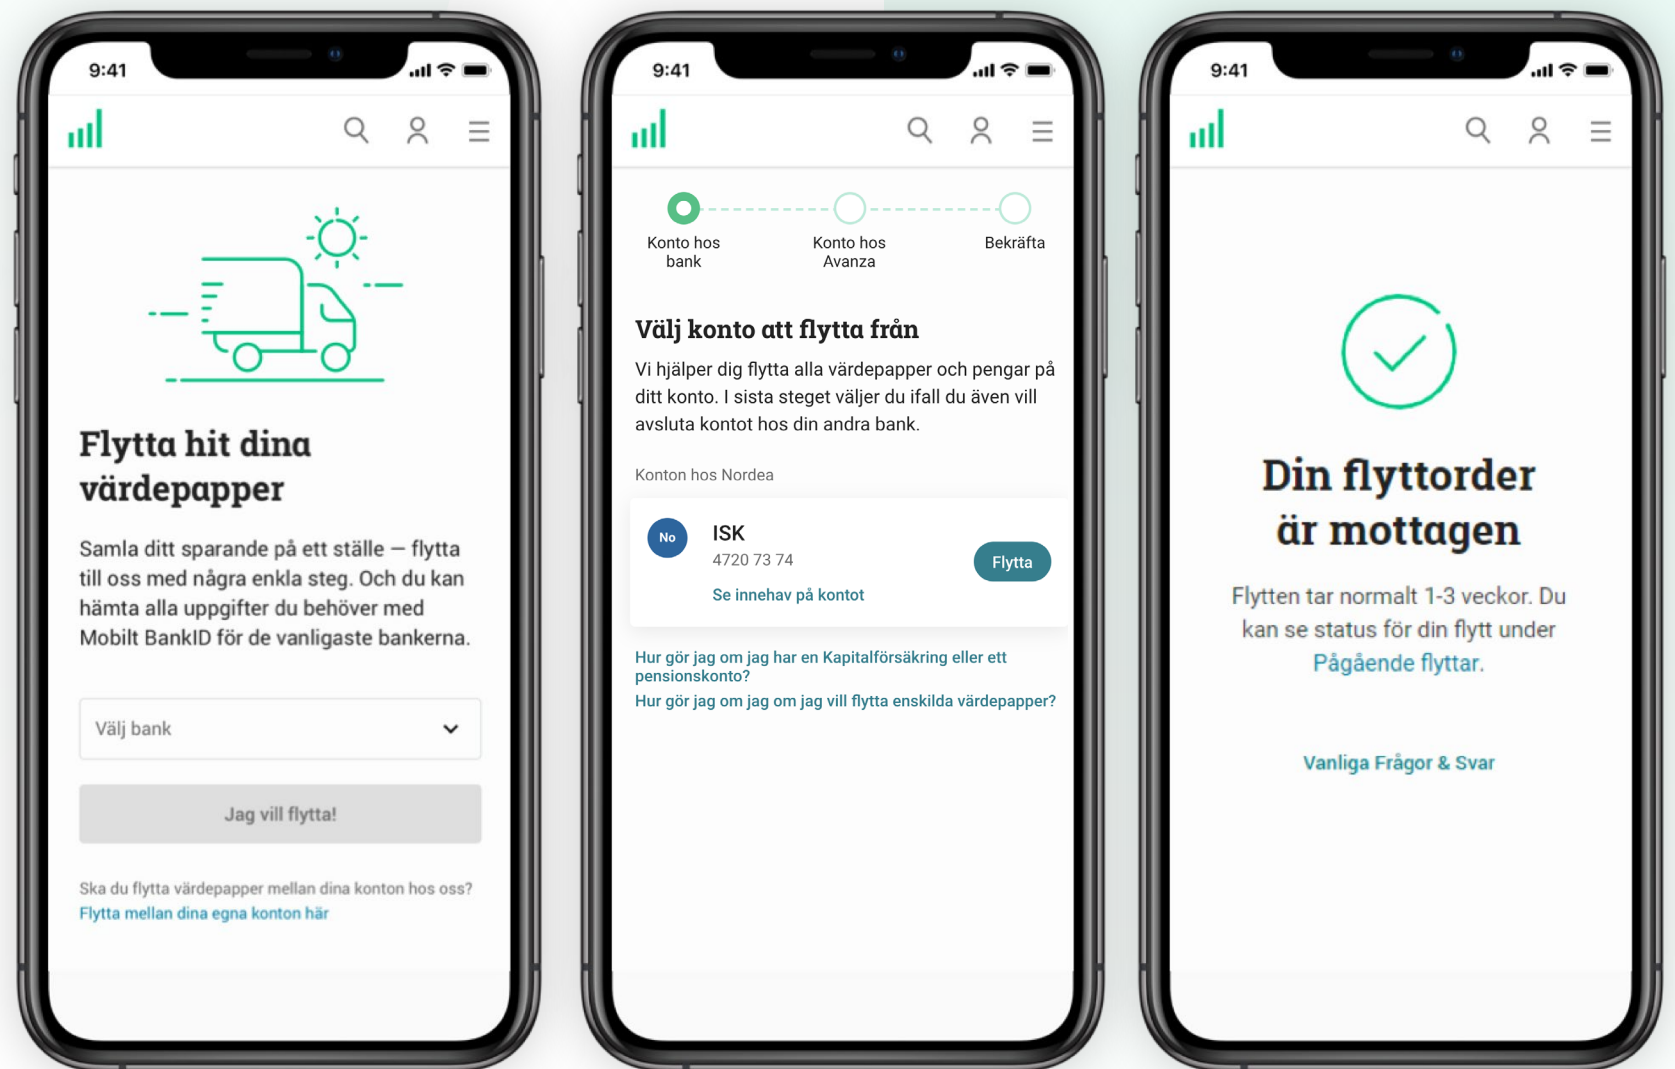 9:41
Flytta hit dina
värdepapper
Samla ditt sparande på ett ställe – flytta
till oss med några enkla steg. Och du kan
hämta alla uppgifter du behöver med
Mobilt BankID för de vanligaste bankerna.
Välj bank
Jag vill flytta!
Ska du flytta värdepapper mellan dina konton hos oss?
Flytta mellan dina egna konton här
9:41
Konto hos
bank
Konto hos
Avanza
Bekräfta
Välj konto att flytta från
Vi hjälper dig flytta alla värdepapper och pengar på
ditt konto. I sista steget väljer du ifall du även vill
avsluta kontot hos din andra bank.
Konton hos Nordea
No
ISK
4720 73 74
Se innehav på kontot
Flytta
Hur gör jag om jag har en Kapitalförsäkring eller ett
pensionskonto?
Hur gör jag om jag om jag vill flytta enskilda värdepapper?
9:41
Din flyttorder
är mottagen
Flytten tar normalt 1-3 veckor. Du
kan se status för din flytt under
Pågående flyttar.
Vanliga Frågor & Svar